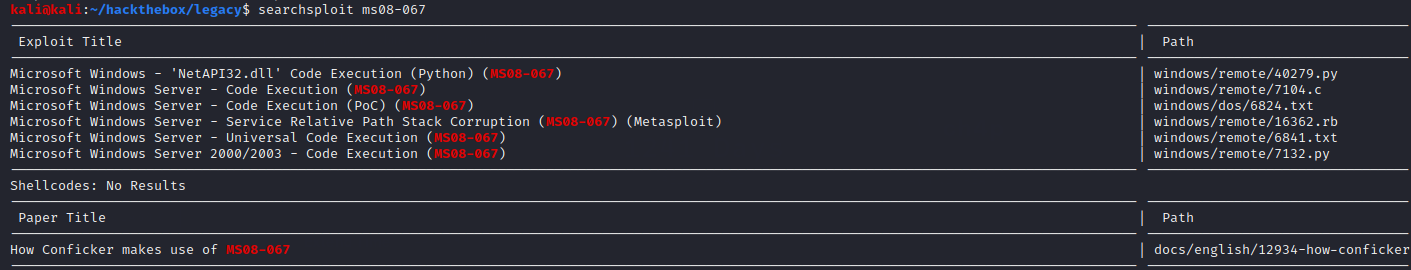 kali@kali:~/hackthebox/legacy$ searchsploit ms08-067
Exploit Title | Path
Microsoft Windows - 'NetAPI32.dll' Code Execution (Python) (MS08-067) | windows/remote/40279.py
Microsoft Windows Server - Code Execution (MS08-067) | windows/remote/7104.c
Microsoft Windows Server - Code Execution (PoC) (MS08-067) | windows/dos/6824.txt
Microsoft Windows Server - Service Relative Path Stack Corruption (MS08-067) (Metasploit) | windows/remote/16362.rb
Microsoft Windows Server - Universal Code Execution (MS08-067) | windows/remote/6841.txt
Microsoft Windows Server 2000/2003 - Code Execution (MS08-067) | windows/remote/7132.py
Shellcodes: No Results
Paper Title | Path
How Conficker makes use of MS08-067 | docs/english/12934-how-conficker